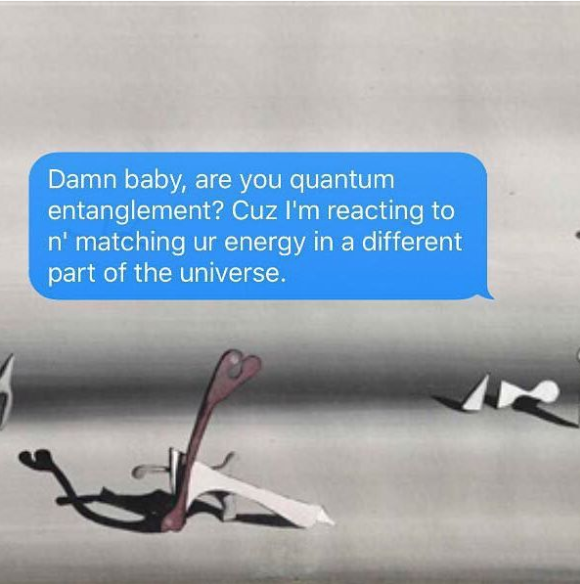 Damn baby, are you quantum
entanglement? Cuz I'm reacting to
n' matching ur energy in a different
part of the universe.